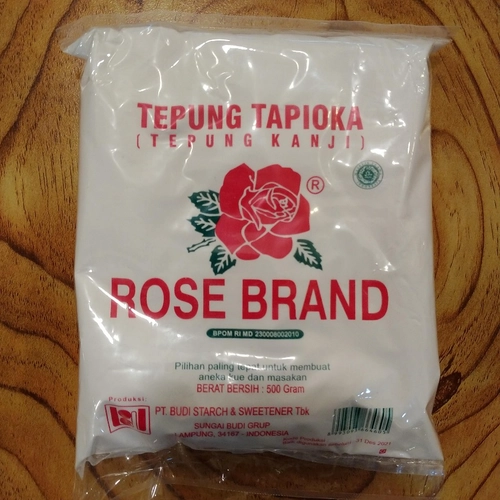 TEPUNG TAPIOKA
(TEPUNG KANJI)
®
ROSE BRAND
BPOM RI MD 230008002010
Pilihan paling tepat untuk membuat
aneka kue dan masakan
BERAT BERSIH : 500 Gram
Produksi:
PT. BUDI STARCH & SWEETENER Tbk
SUNGAI BUDI GRUP
LAMPUNG, 34167 - INDONESIA